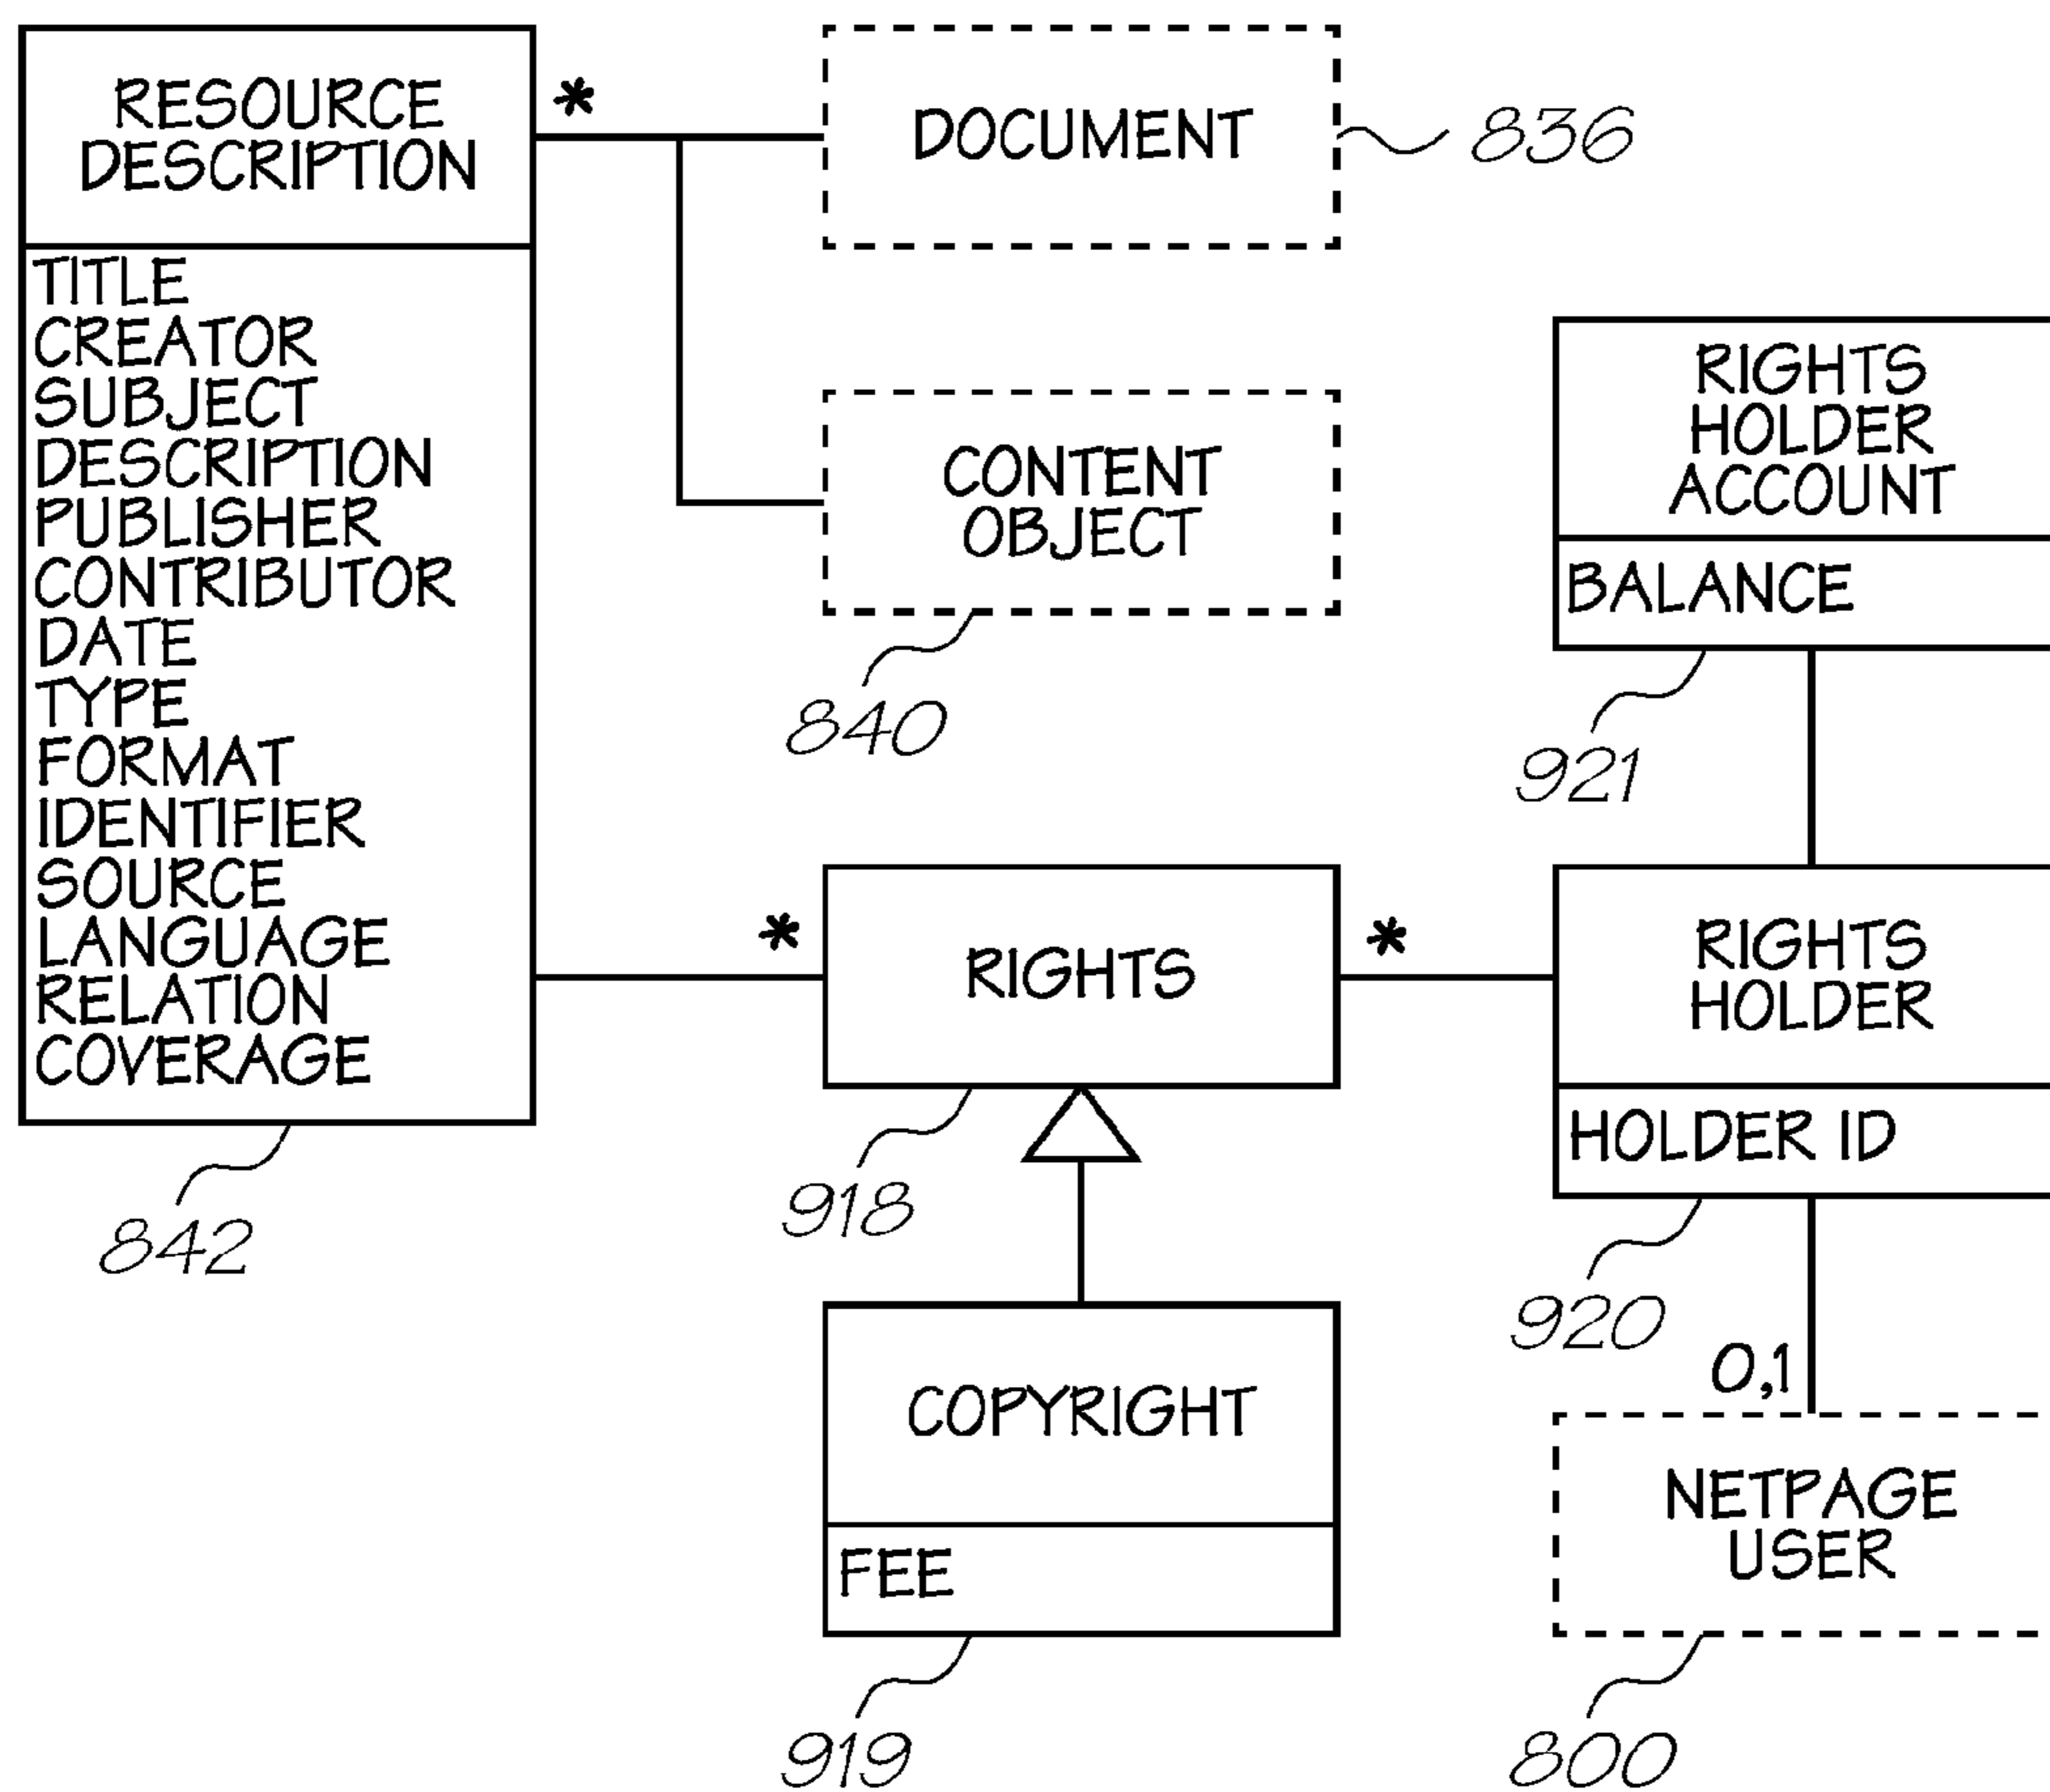 RESOURCE
DESCRIPTION
*
TITLE
CREATOR
SUBJECT
DESCRIPTION
PUBLISHER
CONTRIBUTOR
DATE
TYPE
FORMAT
IDENTIFIER
SOURCE
LANGUAGE
RELATION
COVERAGE
842
DOCUMENT
836
CONTENT
OBJECT
840
RIGHTS
HOLDER
ACCOUNT
BALANCE
921
*
RIGHTS
*
918
RIGHTS
HOLDER
HOLDER ID
920
COPYRIGHT
FEE
919
0,1
NETPAGE
USER
800